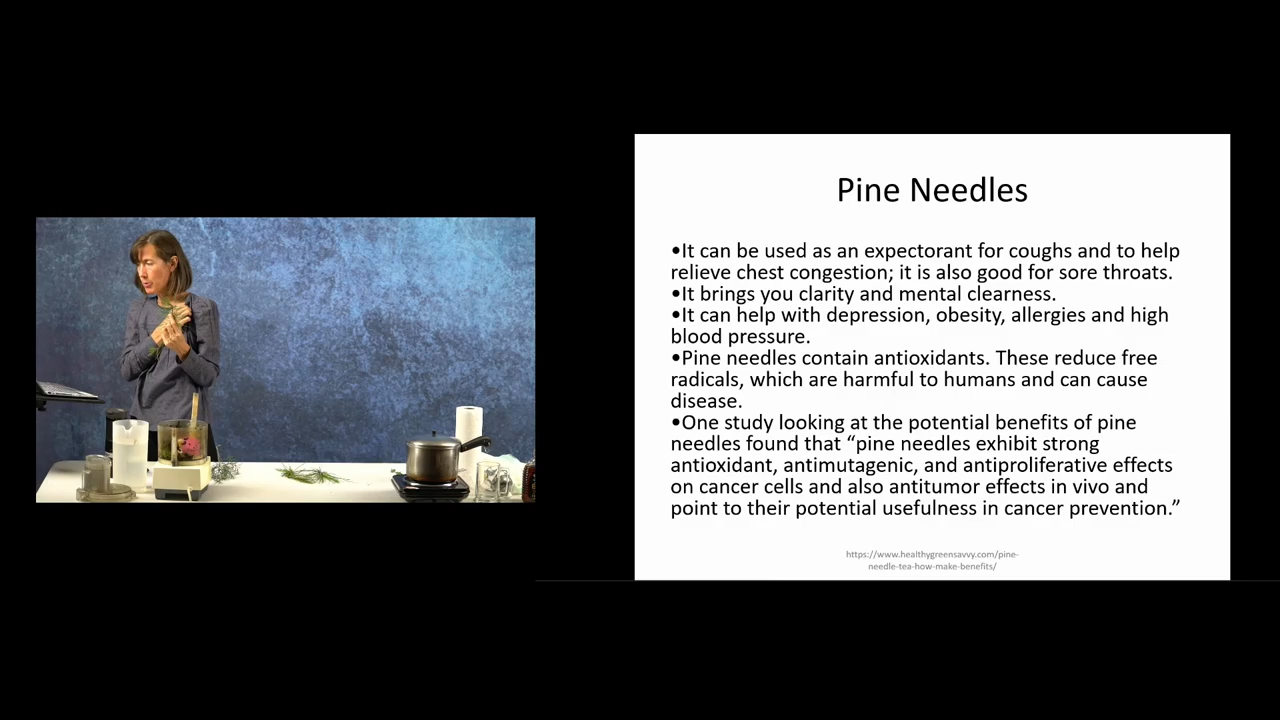 Pine Needles
•It can be used as an expectorant for coughs and to help
relieve chest congestion; it is also good for sore throats.
•It brings you clarity and mental clearness.
•It can help with depression, obesity, allergies and high
blood pressure.
•Pine needles contain antioxidants. These reduce free
radicals, which are harmful to humans and can cause
disease.
•One study looking at the potential benefits of pine
needles found that “pine needles exhibit strong
antioxidant, antimutagenic, and antiproliferative effects
on cancer cells and also antitumor effects in vivo and
point to their potential usefulness in cancer prevention.”
https://www.healthygreensavvy.com/pine-
needle-tea-how-make-benefits/